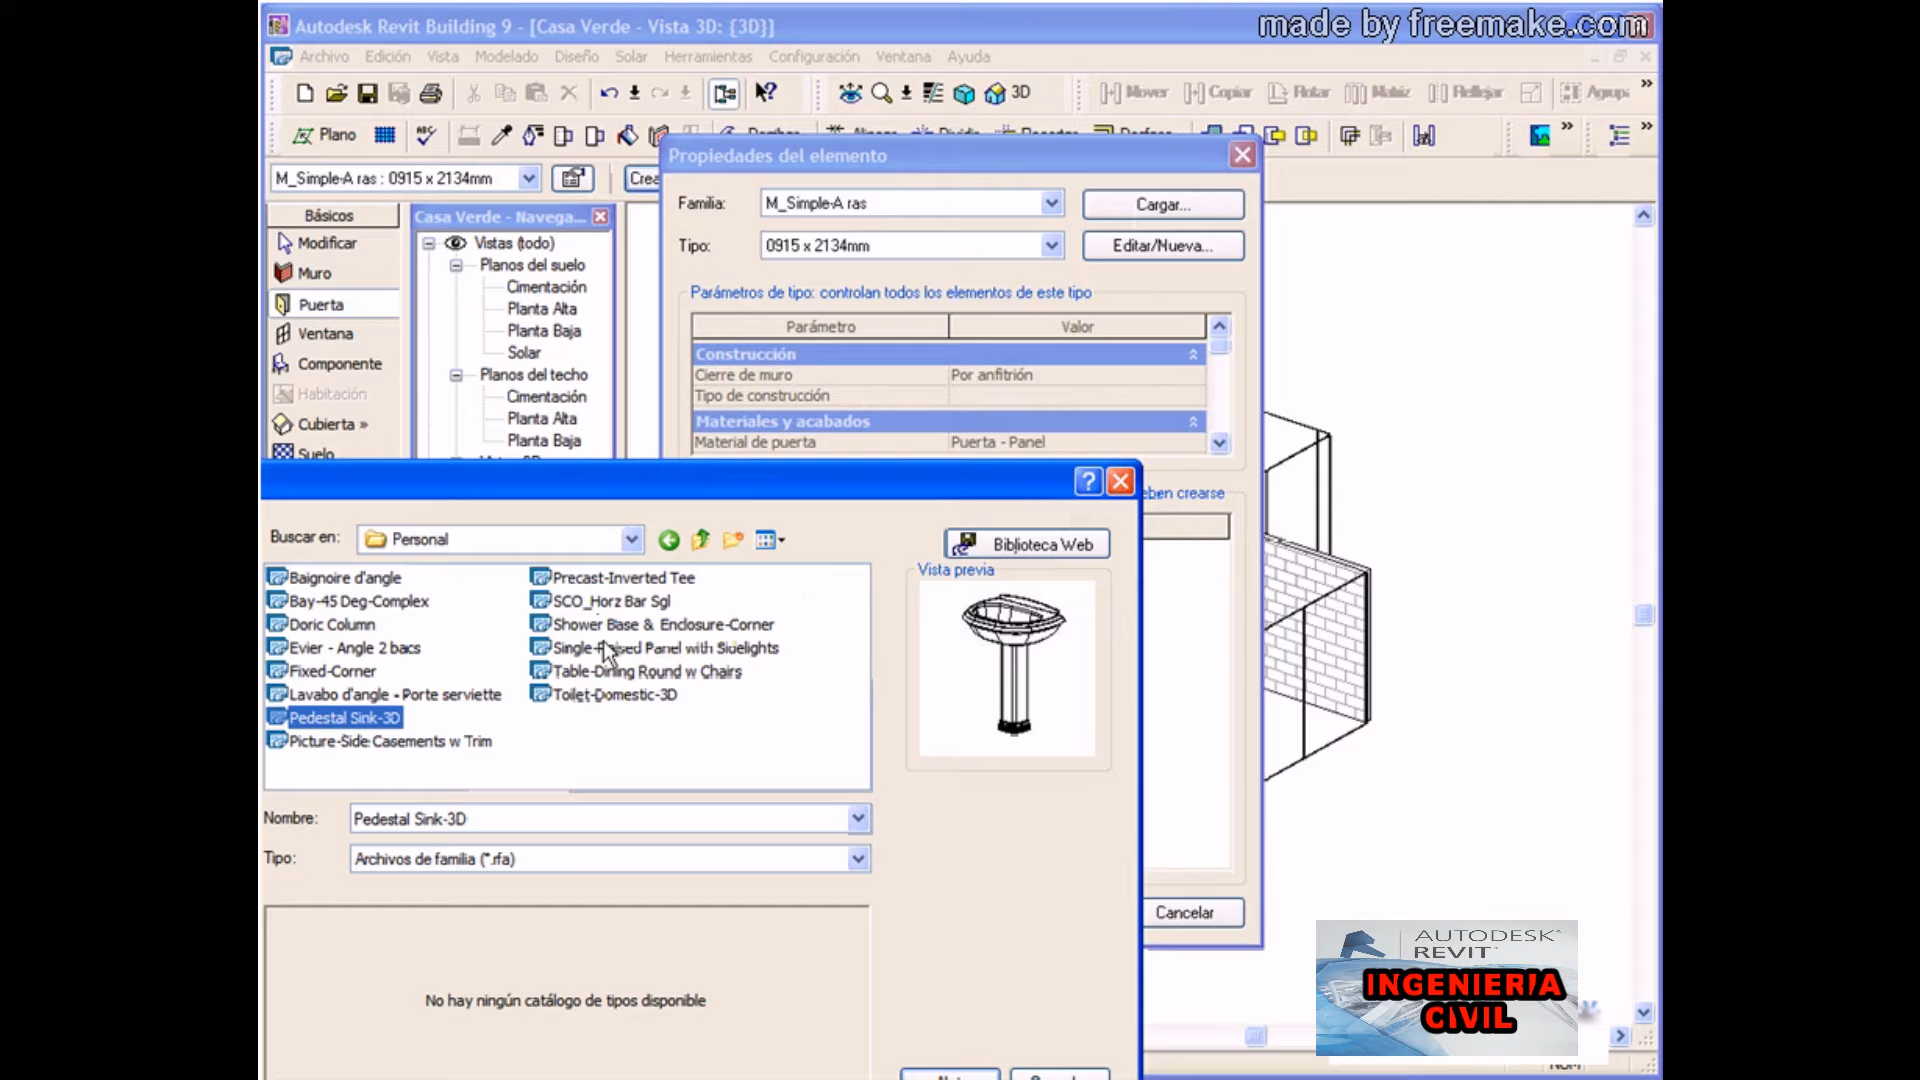 Autodesk Revit Building 9 - [Casa Verde - Vista 3D: {3D}]
made by freemake.com
Archivo Edición Vista Modelado Diseño Solar Herramientas Configuración Ventana Ayuda
3D Mover Copiar Rotar Matriz Reflejar
Plano
M_Simple-A ras : 0915 x 2134mm
Básicos
Modificar
Muro
Puerta
Ventana
Componente
Habitación
Cubierta »
Suelo
Casa Verde - Navega...
Vistas (todo)
Planos del suelo
Cimentación
Planta Alta
Planta Baja
Solar
Planos del techo
Cimentación
Planta Alta
Planta Baja
Propiedades del elemento
Familia: M_Simple-A ras Cargar...
Tipo: 0915 x 2134mm Editar/Nueva...
Parámetros de tipo: controlan todos los elementos de este tipo
Parámetro Valor
Construcción
Cierre de muro Por anfitrión
Tipo de construcción
Materiales y acabados
Material de puerta Puerta - Panel
eben crearse
Cancelar
Buscar en: Personal
Biblioteca Web
Vista previa
Baignoire d'angle
Bay-45 Deg-Complex
Doric Column
Evier - Angle 2 bacs
Fixed-Corner
Lavabo d'angle - Porte serviette
Pedestal Sink-3D
Picture-Side Casements w Trim
Precast-Inverted Tee
SCO_Horz Bar Sgl
Shower Base & Enclosure-Corner
Single-Raised Panel with Sidelights
Table-Dining Round w Chairs
Toilet-Domestic-3D
Nombre: Pedestal Sink-3D
Tipo: Archivos de familia (*.rfa)
No hay ningún catálogo de tipos disponible
AUTODESK
REVIT
INGENIERIA
CIVIL